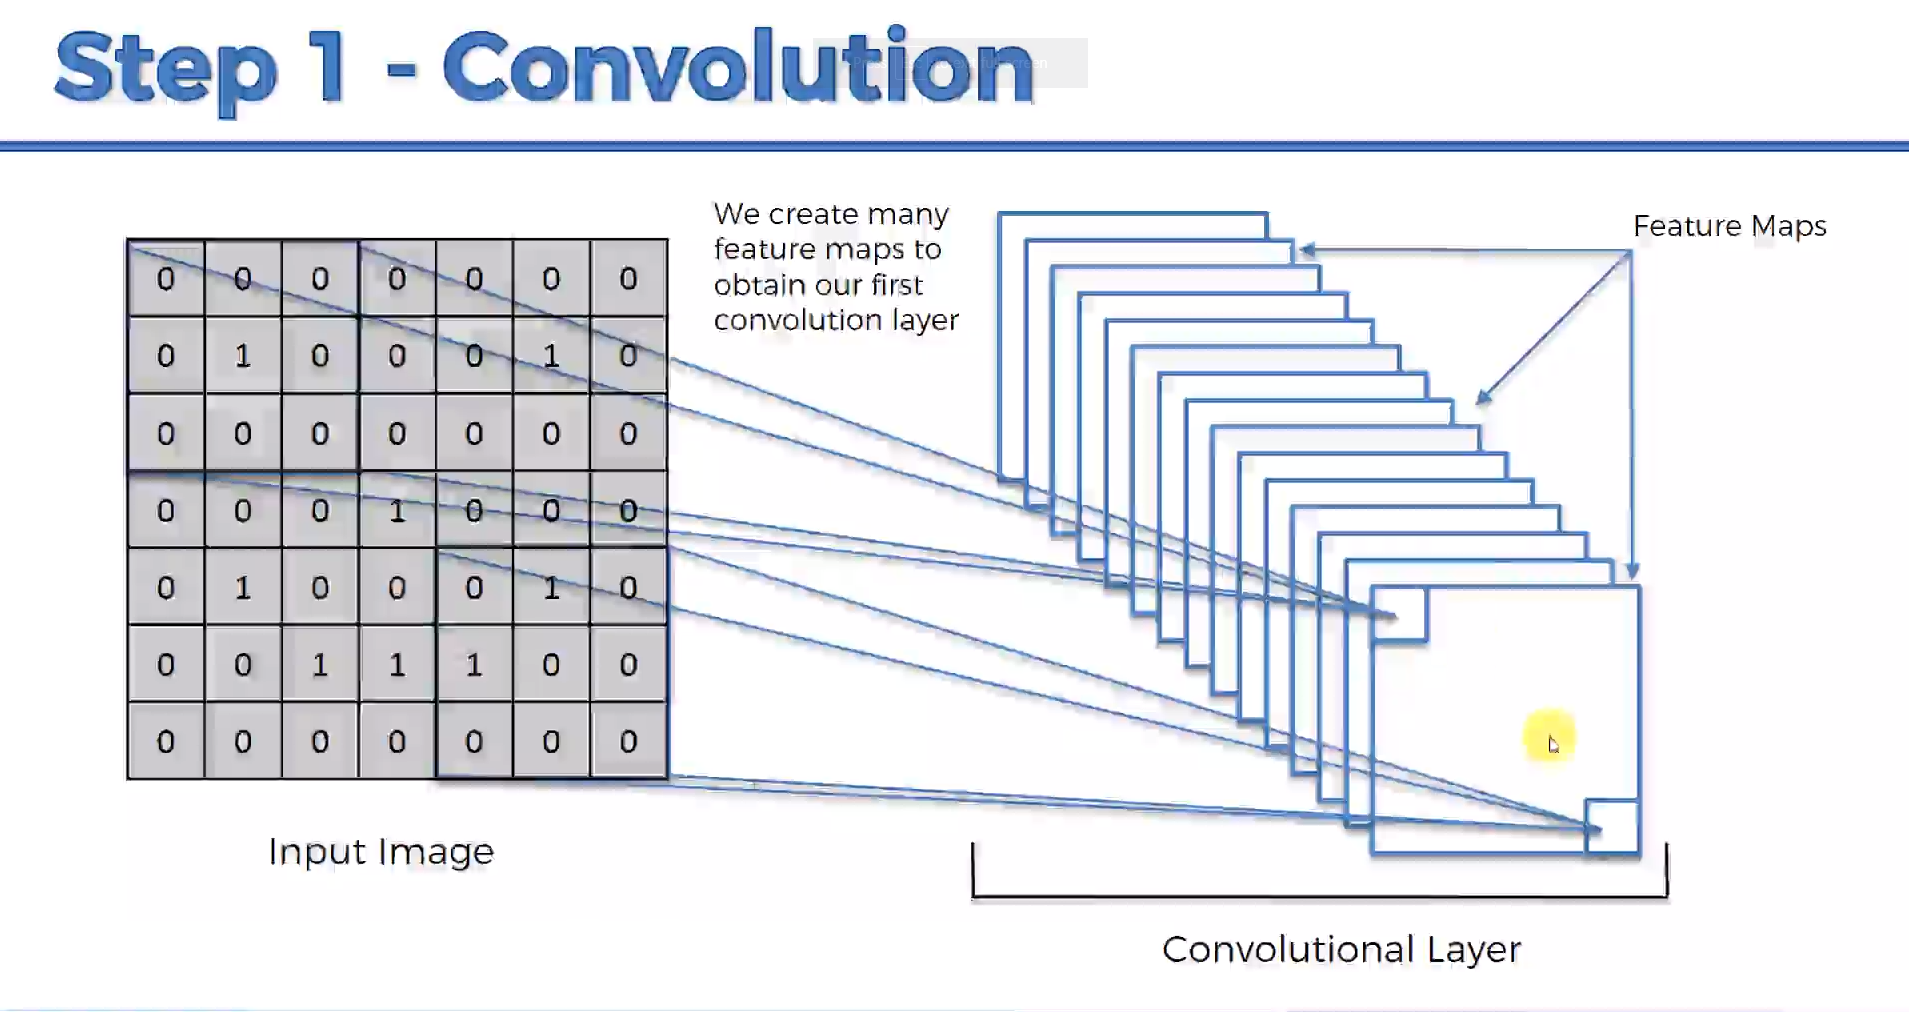 Step 1 - Convolution
We create many
feature maps to
obtain our first
convolution layer
Feature Maps
0 0 0 0 0 0 0
0 1 0 0 0 1 0
0 0 0 0 0 0 0
0 0 0 1 0 0 0
0 1 0 0 0 1 0
0 0 1 1 1 0 0
0 0 0 0 0 0 0
Input Image
Convolutional Layer